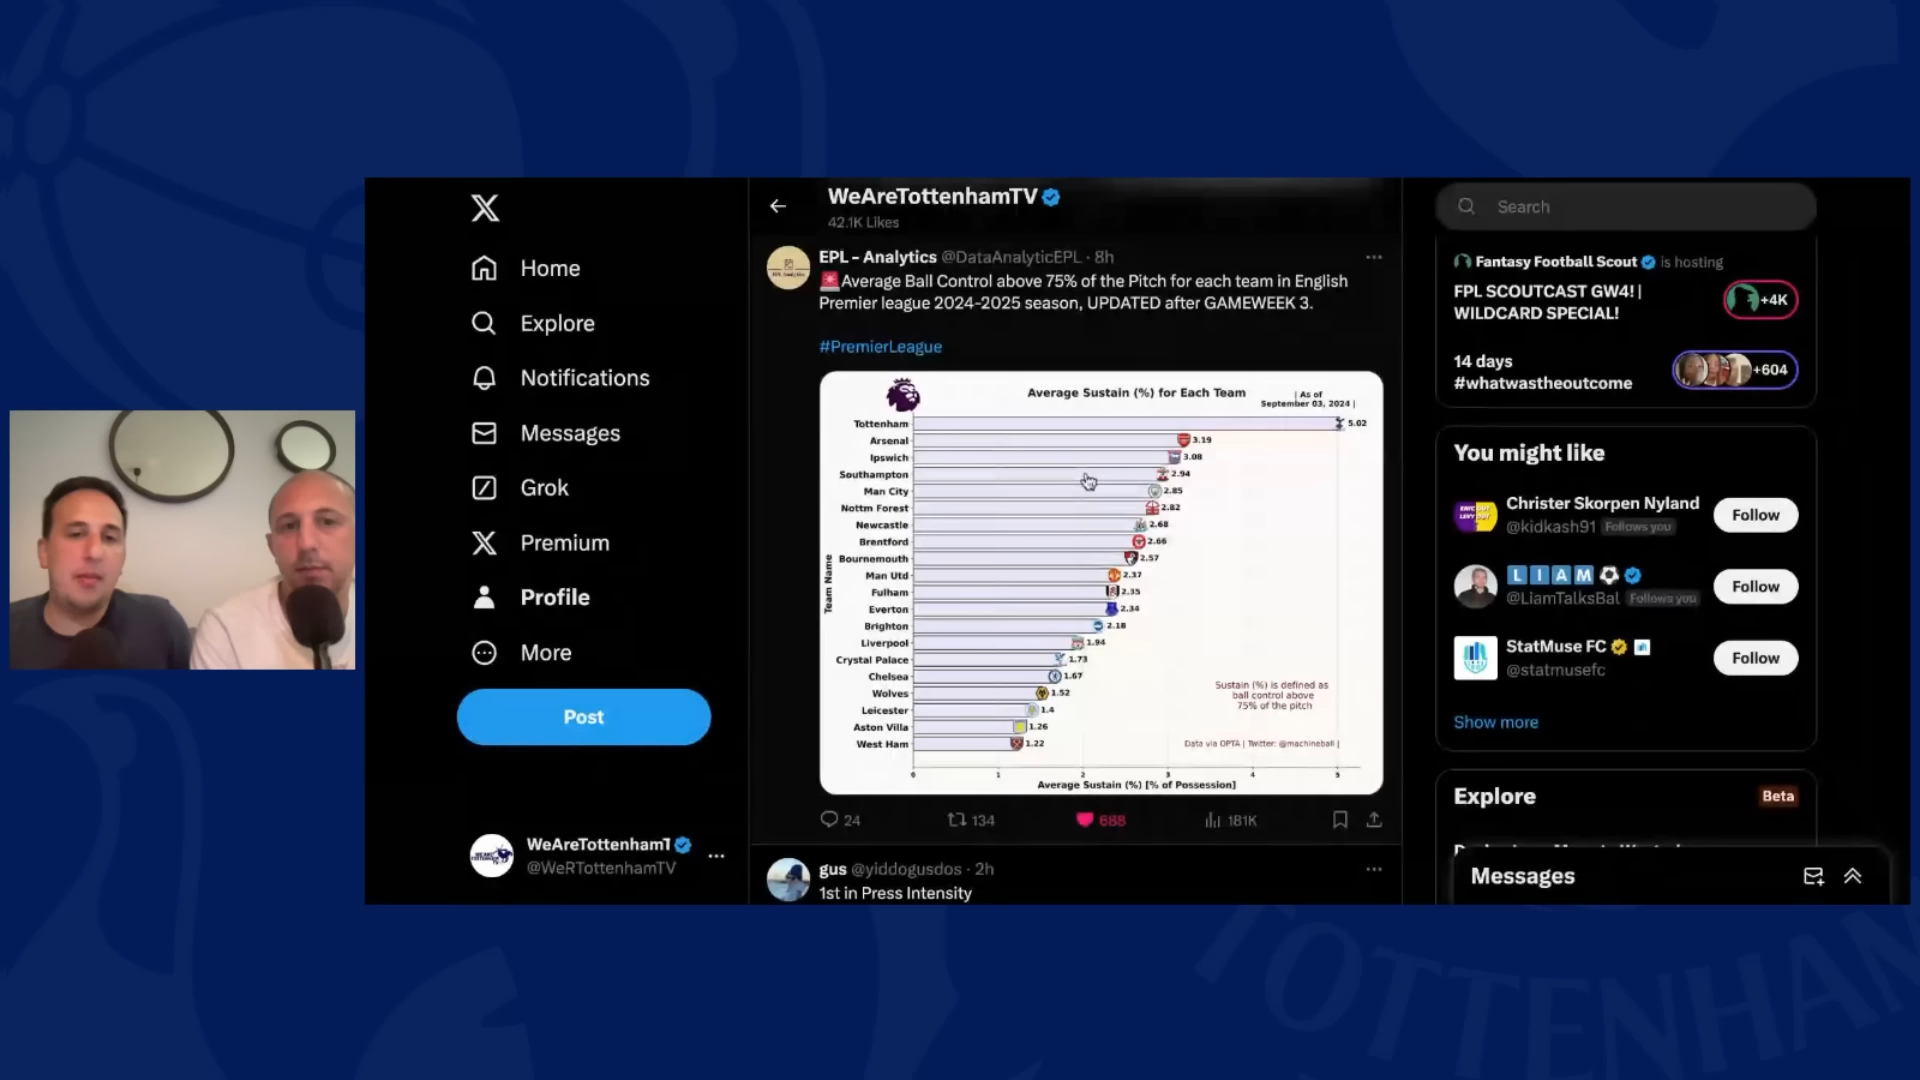 WeAreTottenhamTV
42.1K Likes
Home
Explore
Notifications
Messages
Grok
Premium
Profile
More
Post
WeAreTottenhamT
@WeRTottenhamTV
EPL - Analytics @DataAnalyticEPL · 8h
🚨Average Ball Control above 75% of the Pitch for each team in English
Premier league 2024-2025 season, UPDATED after GAMEWEEK 3.
#PremierLeague
Average Sustain (%) for Each Team
| As of
September 03, 2024 |
Team Name
Tottenham 5.02
Arsenal 3.19
Ipswich 3.08
Southampton 2.94
Man City 2.85
Nottm Forest 2.82
Newcastle 2.68
Brentford 2.66
Bournemouth 2.57
Man Utd 2.37
Fulham 2.35
Everton 2.34
Brighton 2.18
Liverpool 1.94
Crystal Palace 1.73
Chelsea 1.67
Wolves 1.52
Leicester 1.4
Aston Villa 1.26
West Ham 1.22
Sustain (%) is defined as
ball control above
75% of the pitch
Data via OPTA | Twitter: @machineball |
0 1 2 3 4 5
Average Sustain (%) [% of Possession]
24 134 688 181K
gus @yiddogusdos · 2h
1st in Press Intensity
Search
Fantasy Football Scout is hosting
FPL SCOUTCAST GW4! |
WILDCARD SPECIAL!
+4K
14 days
#whatwastheoutcome
+604
You might like
Christer Skorpen Nyland
@kidkash91 Follows you
Follow
LIAM
@LiamTalksBal Follows you
Follow
StatMuse FC
@statmusefc
Follow
Show more
Explore
Beta
Messages
TOTTENHAM